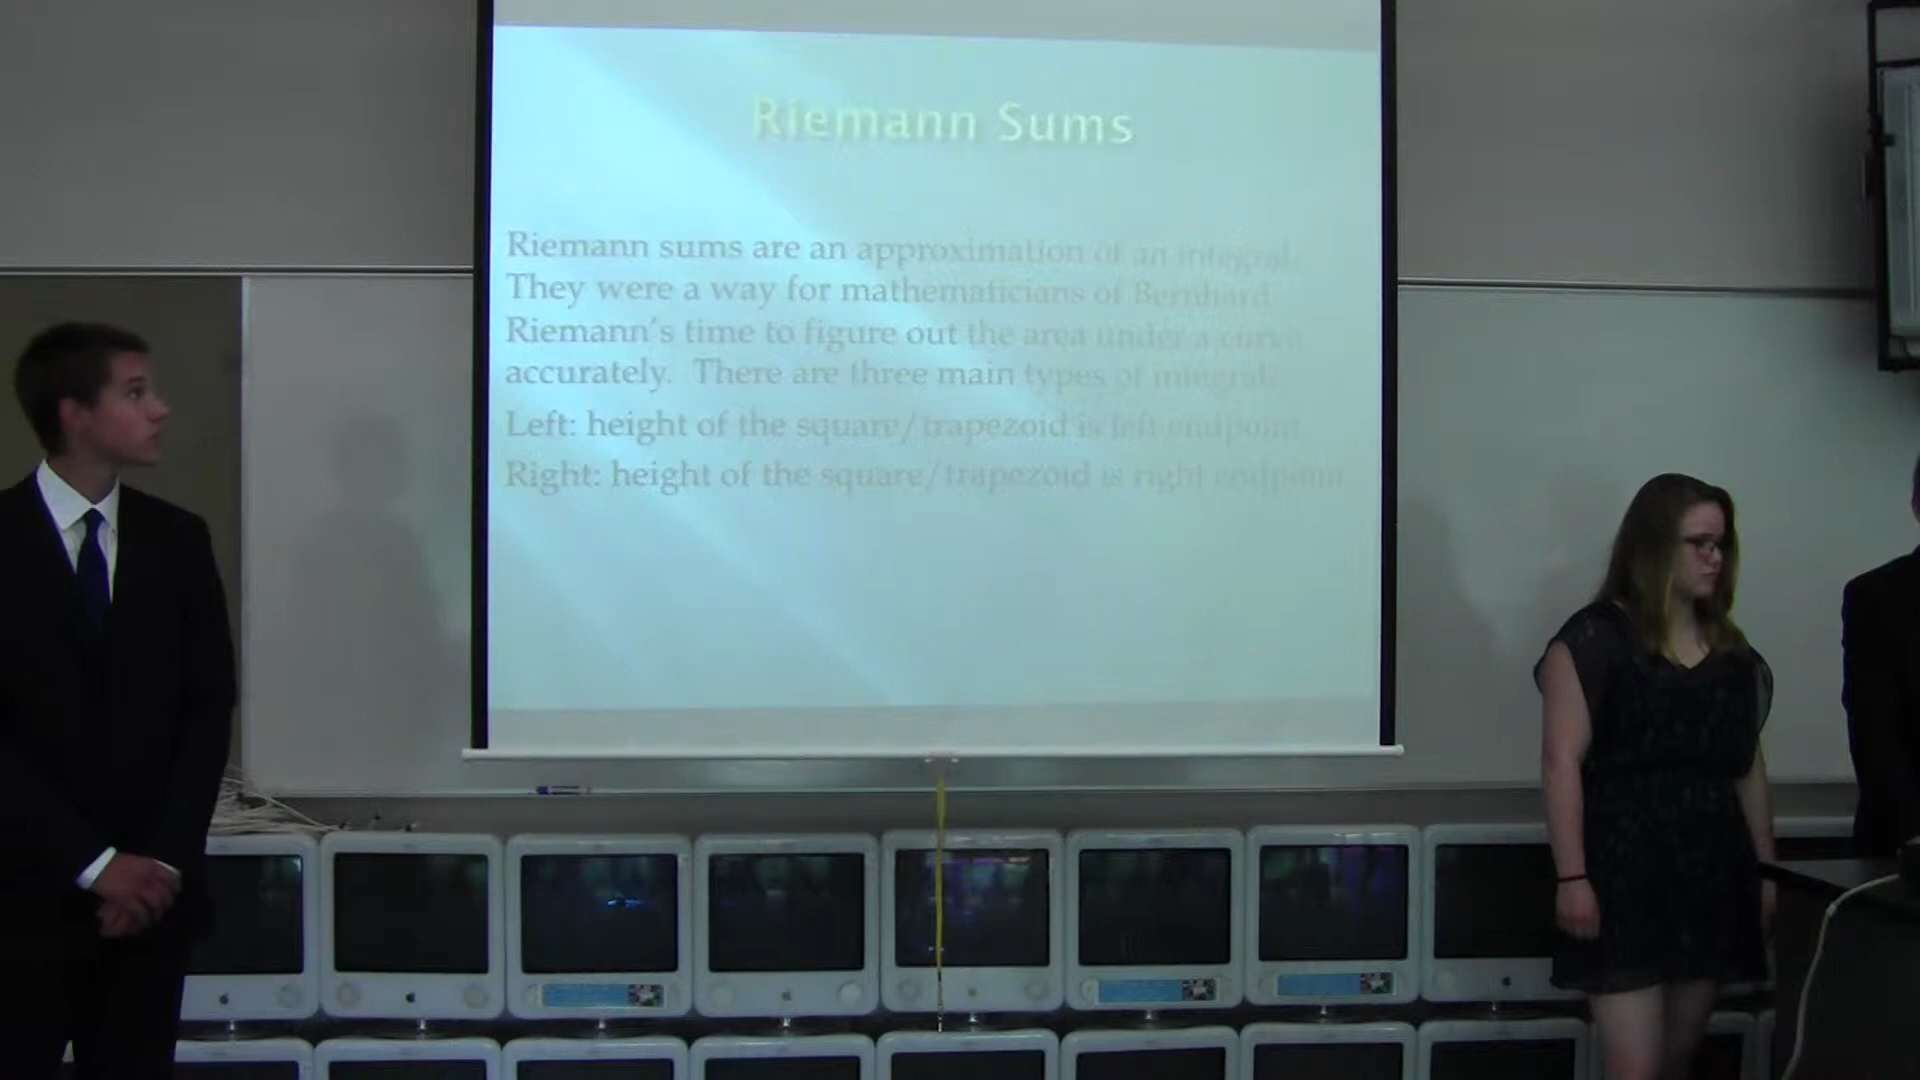 Riemann Sums
Riemann sums are an approximation of an integral.
They were a way for mathematicians of Bernhard
Riemann's time to figure out the area under a curve
accurately. There are three main types of integral.
Left: height of the square/trapezoid is left endpoint
Right: height of the square/trapezoid is right endpoint